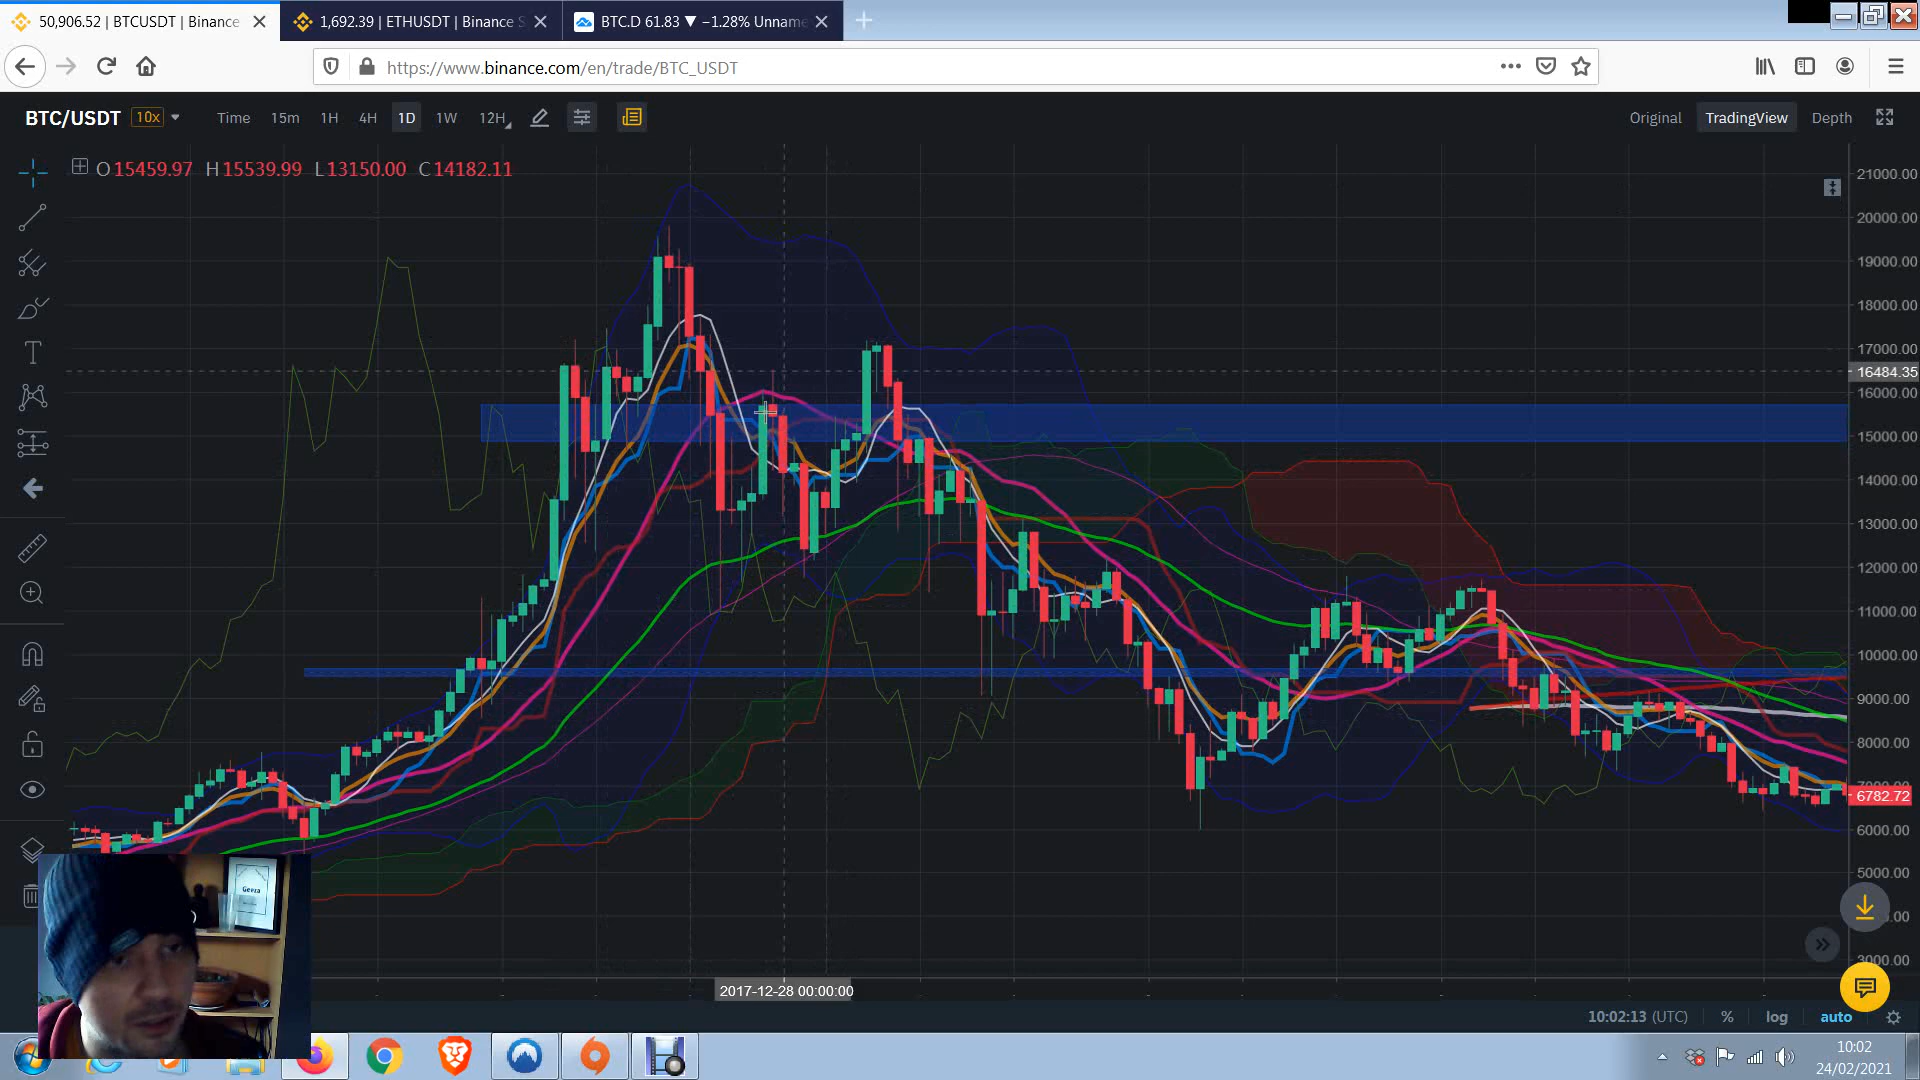 50,906.52 | BTCUSDT | Binance
1,692.39 | ETHUSDT | Binance S
BTC.D 61.83 ▼ −1.28% Unname
https://www.binance.com/en/trade/BTC_USDT
BTC/USDT 10x Time 15m 1H 4H 1D 1W 12H Original TradingView Depth
O15459.97 H15539.99 L13150.00 C14182.11
21000.00
20000.00
19000.00
18000.00
17000.00
16484.35
16000.00
15000.00
14000.00
13000.00
12000.00
11000.00
10000.00
9000.00
8000.00
6782.72
6000.00
5000.00
3000.00
Geeza
2017-12-28 00:00:00
10:02:13 (UTC) % log auto
10:02
24/02/2021